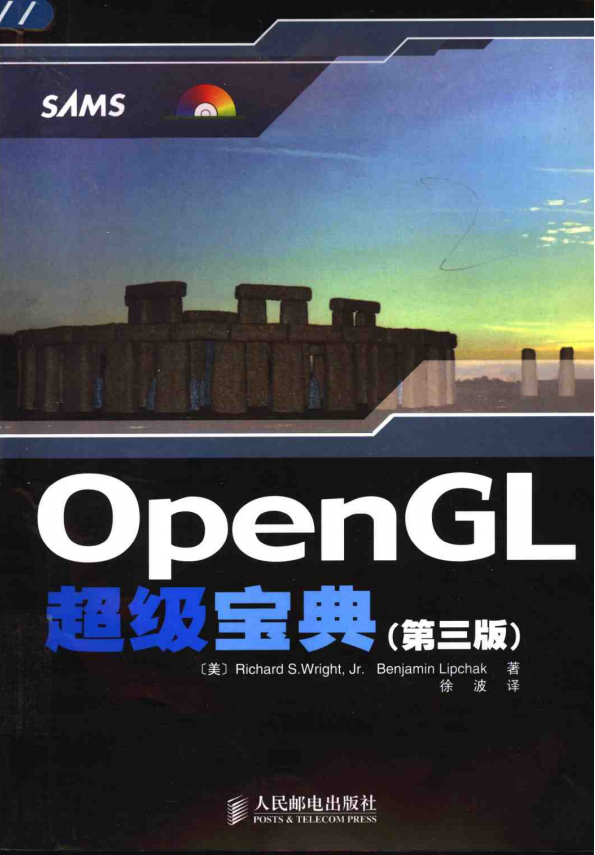 SAMS
OpenGL
超级宝典(第三版)
〔美〕Richard S.Wright, Jr. Benjamin Lipchak 著
徐 波 译
人民邮电出版社
POSTS & TELECOM PRESS